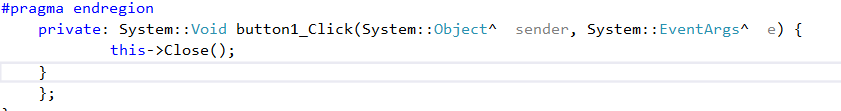 #pragma endregion
private: System::Void button1_Click(System::Object^  sender, System::EventArgs^  e) {
this->Close();
}
};